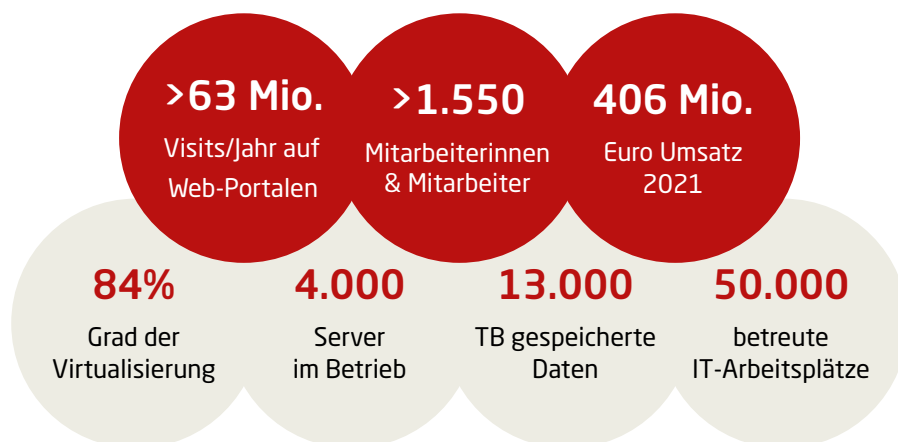 >63 Mio.
Visits/Jahr auf
Web-Portalen
>1.550
Mitarbeiterinnen
& Mitarbeiter
406 Mio.
Euro Umsatz
2021
84%
Grad der
Virtualisierung
4.000
Server
im Betrieb
13.000
TB gespeicherte
Daten
50.000
betreute
IT-Arbeitsplätze